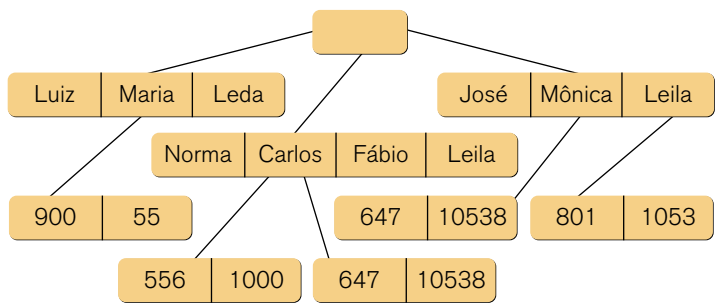 Luiz Maria Leda
José Mônica Leila
Norma Carlos Fábio Leila
900 55
647 10538
801 1053
556 1000
647 10538